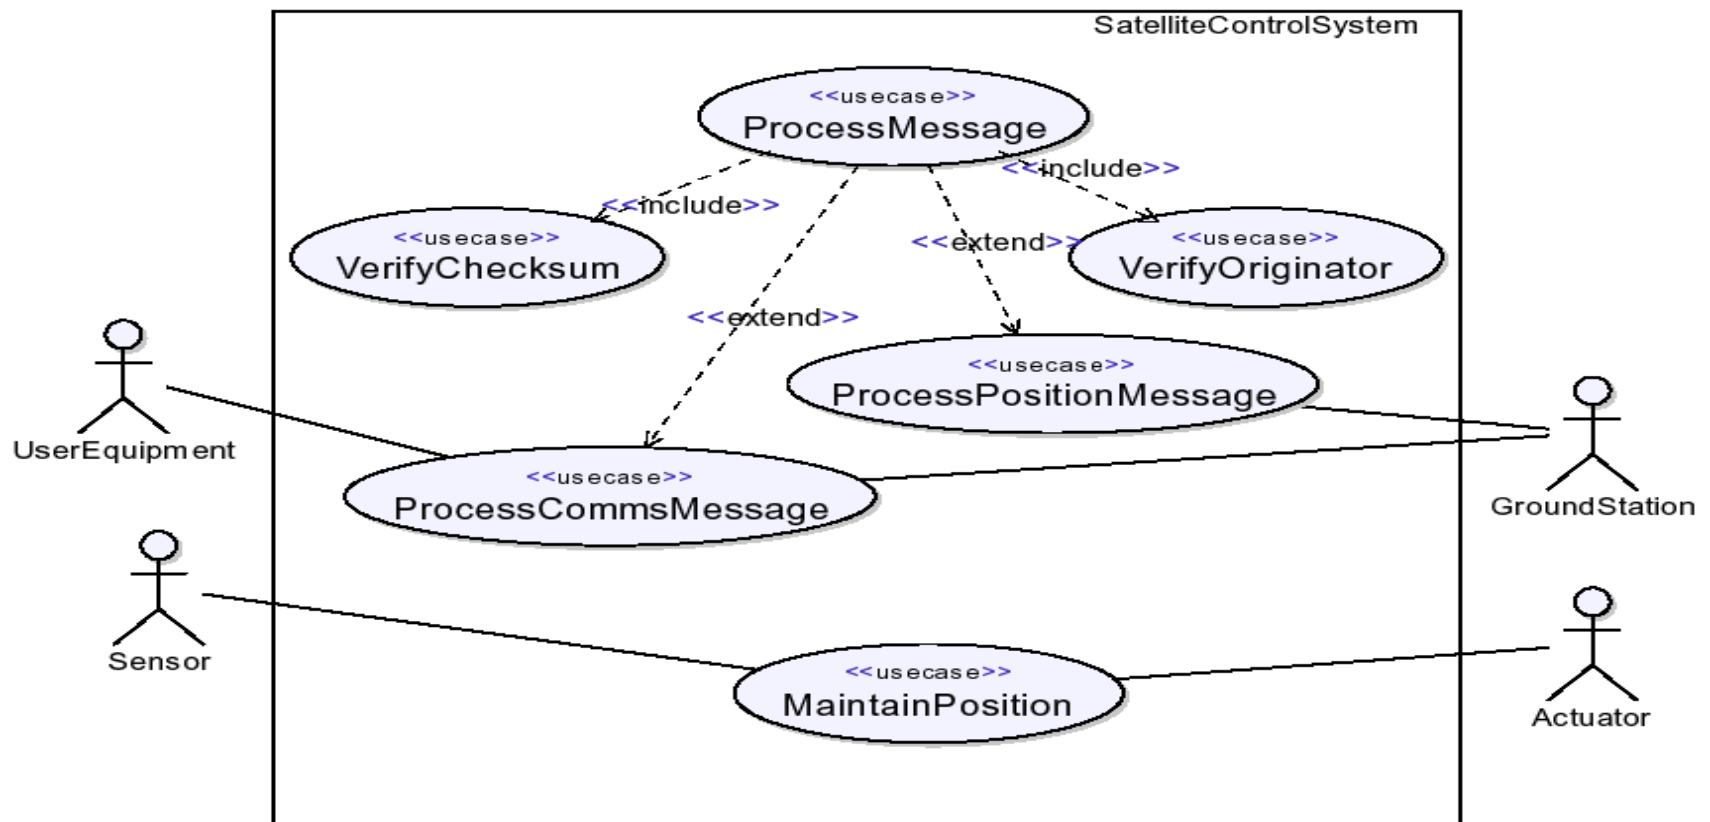 SatelliteControlSystem
<<usecase>>
ProcessMessage
<<include>>
<<include>>
<<usecase>>
VerifyChecksum
<<usecase>>
VerifyOriginator
<<extend>>
<<extend>>
<<usecase>>
ProcessPositionMessage
UserEquipment
<<usecase>>
ProcessCommsMessage
GroundStation
Sensor
<<usecase>>
MaintainPosition
Actuator